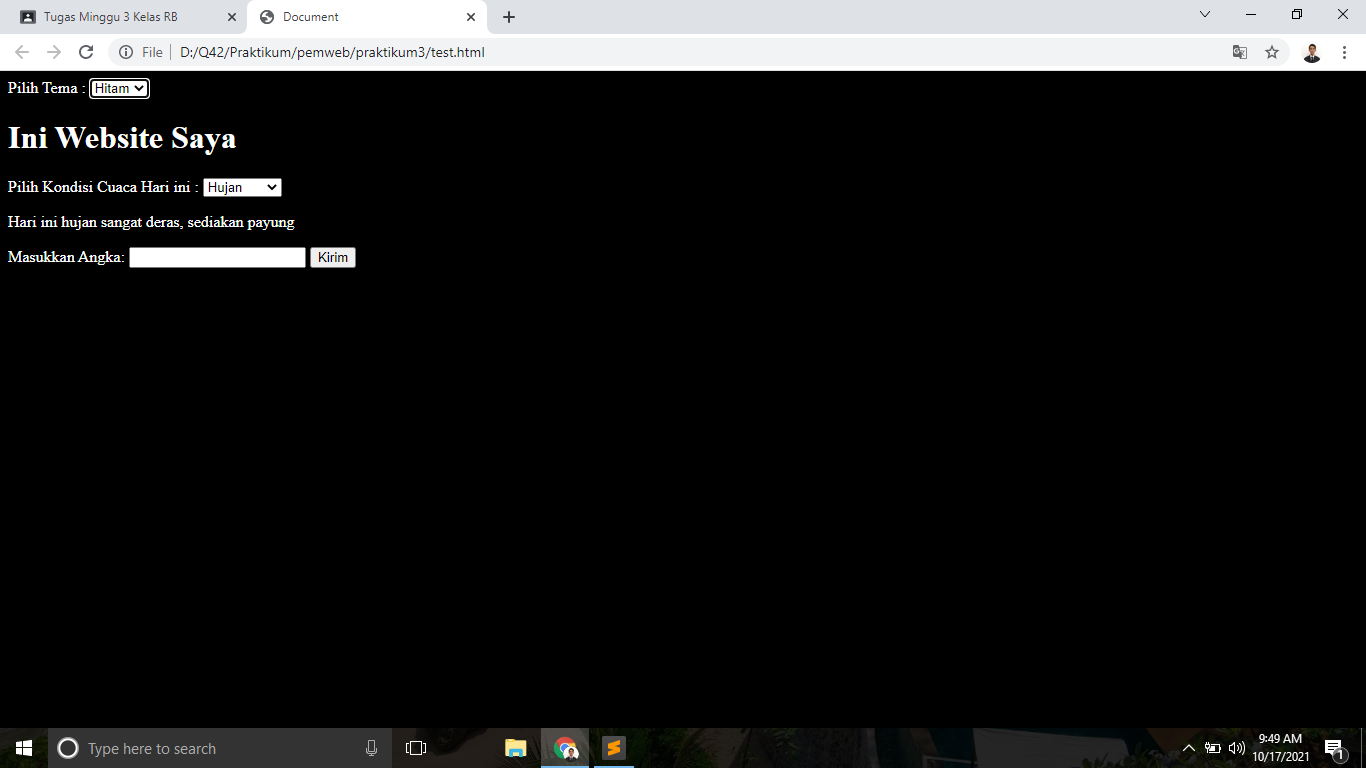 Tugas Minggu 3 Kelas RB
Document
File
D:/Q42/Praktikum/pemweb/praktikum3/test.html
Pilih Tema : Hitam
Ini Website Saya
Pilih Kondisi Cuaca Hari ini : Hujan
Hari ini hujan sangat deras, sediakan payung
Masukkan Angka: Kirim
Type here to search
9:49 AM
10/17/2021
1